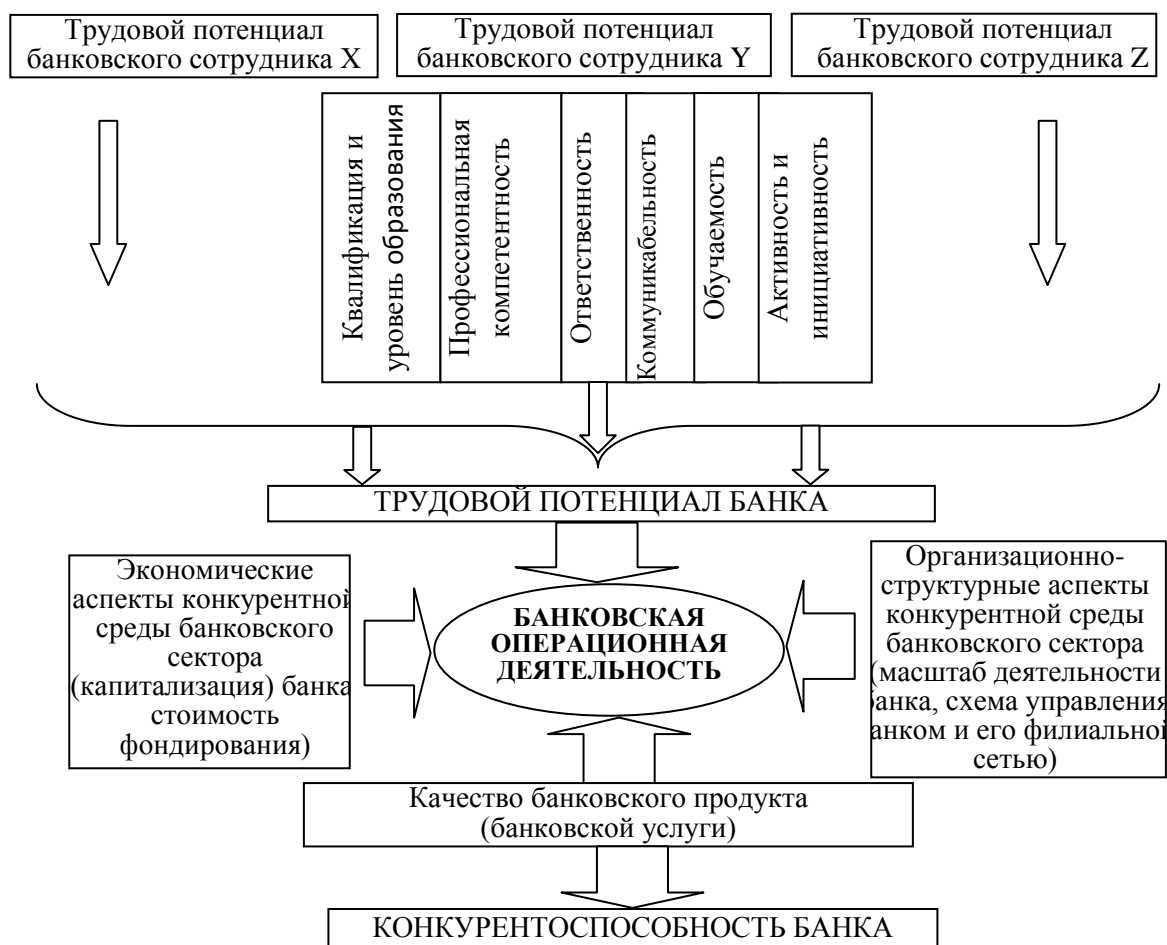 Трудовой потенциал
банковского сотрудника X
Трудовой потенциал
банковского сотрудника Y
Трудовой потенциал
банковского сотрудника Z
Квалификация и
уровень образования
Профессиональная
компетентность
Ответственность
Коммуникабельность
Обучаемость
Активность и
инициативность
ТРУДОВОЙ ПОТЕНЦИАЛ БАНКА
Экономические
аспекты конкурентной
среды банковского
сектора
(капитализация) банка
стоимость
фондирования)
БАНКОВСКАЯ
ОПЕРАЦИОННАЯ
ДЕЯТЕЛЬНОСТЬ
Организационно-
структурные аспекты
конкурентной среды
банковского сектора
(масштаб деятельности
банка, схема управления
банком и его филиальной
сетью)
Качество банковского продукта
(банковской услуги)
КОНКУРЕНТОСПОСОБНОСТЬ БАНКА